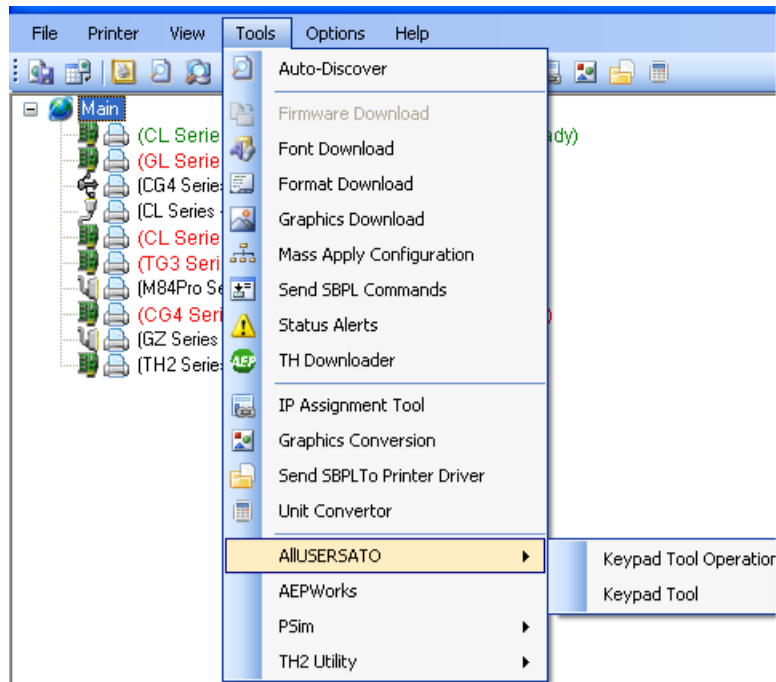 File Printer View Tools Options Help
Auto-Discover
Main
Firmware Download
(CL Serie ady)
Font Download
(GL Serie
Format Download
(CG4 Serie
Graphics Download
(CL Series
(CL Serie
Mass Apply Configuration
(TG3 Seri
Send SBPL Commands
(M84Pro Se
(CG4 Seri )
Status Alerts
(GZ Series
AEP TH Downloader
(TH2 Serie
IP Assignment Tool
Graphics Conversion
Send SBPLTo Printer Driver
Unit Convertor
AllUSERSATO Keypad Tool Operation
AEPWorks Keypad Tool
PSim
TH2 Utility